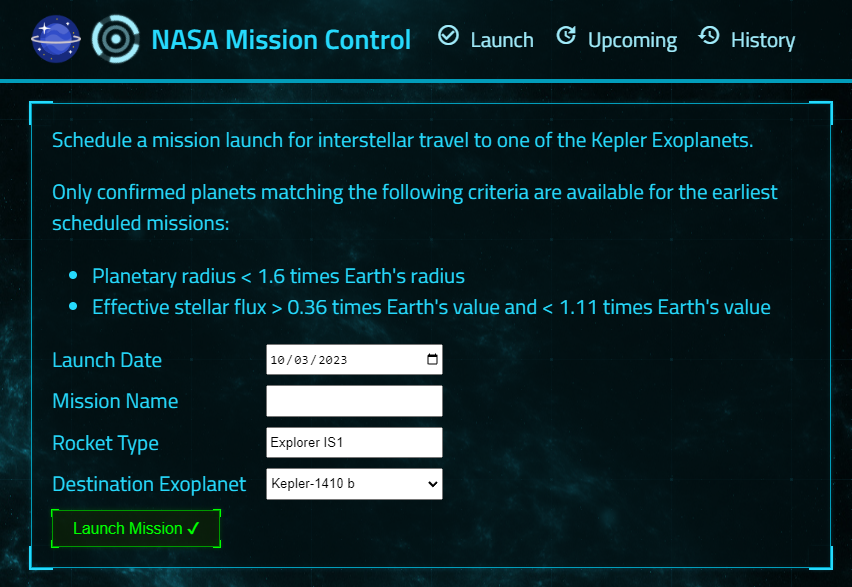 NASA Mission Control Launch Upcoming History
Schedule a mission launch for interstellar travel to one of the Kepler Exoplanets.
Only confirmed planets matching the following criteria are available for the earliest
scheduled missions:
• Planetary radius < 1.6 times Earth's radius
• Effective stellar flux > 0.36 times Earth's value and < 1.11 times Earth's value
Launch Date 10/03/2023
Mission Name
Rocket Type Explorer IS1
Destination Exoplanet Kepler-1410 b
Launch Mission ✓